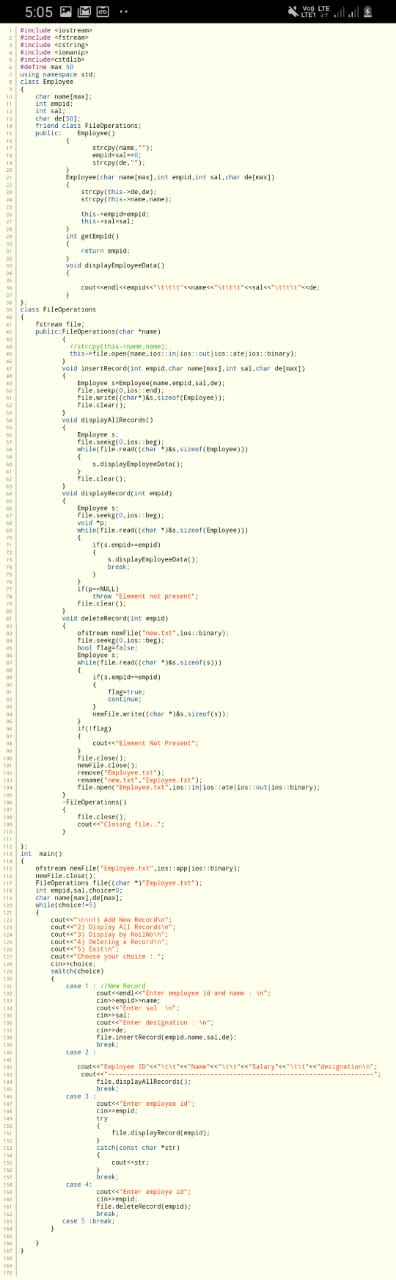 5:05 VoO LTE LTE1
1 #include <iostream>
2 #include <fstream>
3 #include <cstring>
4 #include <iomanip>
5 #include<cstdlib>
6 #define max 50
7 using namespace std;
8 class Employee
9 {
10 char name[max];
11 int empid;
12 int sal;
13 char de[50];
14 friend class FileOperations;
15 public: Employee()
16 {
17 strcpy(name,"");
18 empid=sal==0;
19 strcpy(de,"");
20 }
21 Employee(char name[max],int empid,int sal,char de[max])
22 {
23 strcpy(this->de,de);
24 strcpy(this->name,name);
25
26 this->empid=empid;
27 this->sal=sal;
28 }
29 int getEmpId()
30 {
31 return empid;
32 }
33 void displayEmployeeData()
34 {
35
36 cout<<endl<<empid<<"\t\t\t"<<name<<"\t\t\t"<<sal<<"\t\t\t"<<de;
37 }
38 };
39 class FileOperations
40 {
41 fstream file;
42 public:FileOperations(char *name)
43 {
44 //strcpy(this->name,name);
45 this->file.open(name,ios::in|ios::out|ios::ate|ios::binary);
46 }
47 void insertRecord(int empid,char name[max],int sal,char de[max])
48 {
49 Employee s=Employee(name,empid,sal,de);
50 file.seekp(0,ios::end);
51 file.write((char*)&s,sizeof(Employee));
52 file.clear();
53 }
54 void displayAllRecords()
55 {
56 Employee s;
57 file.seekg(0,ios::beg);
58 while(file.read((char *)&s,sizeof(Employee)))
59 {
60 s.displayEmployeeData();
61 }
62 file.clear();
63 }
64 void displayRecord(int empid)
65 {
66 Employee s;
67 file.seekg(0,ios::beg);
68 void *p;
69 while(file.read((char *)&s,sizeof(Employee)))
70 {
71 if(s.empid==empid)
72 {
73 s.displayEmployeeData();
74 break;
75 }
76 }
77 if(p==NULL)
78 throw "Element not present";
79 file.clear();
80 }
81 void deleteRecord(int empid)
82 {
83 ofstream newFile("new.txt",ios::binary);
84 file.seekg(0,ios::beg);
85 bool flag=false;
86 Employee s;
87 while(file.read((char *)&s,sizeof(s)))
88 {
89 if(s.empid==empid)
90 {
91 flag=true;
92 continue;
93 }
94 newFile.write((char *)&s,sizeof(s));
95 }
96 if(!flag)
97 {
98 cout<<"Element Not Present";
99 }
100 file.close();
101 newFile.close();
102 remove("Employee.txt");
103 rename("new.txt","Employee.txt");
104 file.open("Employee.txt",ios::in|ios::ate|ios::out|ios::binary);
105 }
106 ~FileOperations()
107 {
108 file.close();
109 cout<<"Closing file..";
110 }
111
112 };
113 int main()
114 {
115 ofstream newFile("Employee.txt",ios::app|ios::binary);
116 newFile.close();
117 FileOperations file((char *)"Employee.txt");
118 int empid,sal,choice=0;
119 char name[max],de[max];
120 while(choice!=5)
121 {
122 cout<<"\n\n1) Add New Record\n";
123 cout<<"2) Display All Records\n";
124 cout<<"3) Display by RollNo\n";
125 cout<<"4) Deleting a Record\n";
126 cout<<"5) Exit\n";
127 cout<<"Choose your choice : ";
128 cin>>choice;
129 switch(choice)
130 {
131 case 1 : //New Record
132 cout<<endl<<"Enter employee id and name : \n";
133 cin>>empid>>name;
134 cout<<"Enter sal \n";
135 cin>>sal;
136 cout<<"Enter designation : \n";
137 cin>>de;
138 file.insertRecord(empid,name,sal,de);
139 break;
140 case 2 :
141
142 cout<<"Employee ID"<<"\t\t"<<"Name"<<"\t\t"<<"Salary"<<"\t\t"<<"designation\n";
143 cout<<"------------------------------------------------------------------";
144 file.displayAllRecords();
145 break;
146 case 3 :
147 cout<<"Enter employee id";
148 cin>>empid;
149 try
150 {
151 file.displayRecord(empid);
152 }
153 catch(const char *str)
154 {
155 cout<<str;
156 }
157 break;
158 case 4:
159 cout<<"Enter employe id";
160 cin>>empid;
161 file.deleteRecord(empid);
162 break;
163 case 5 :break;
164 }
165
166 }
167 }
168
169
170